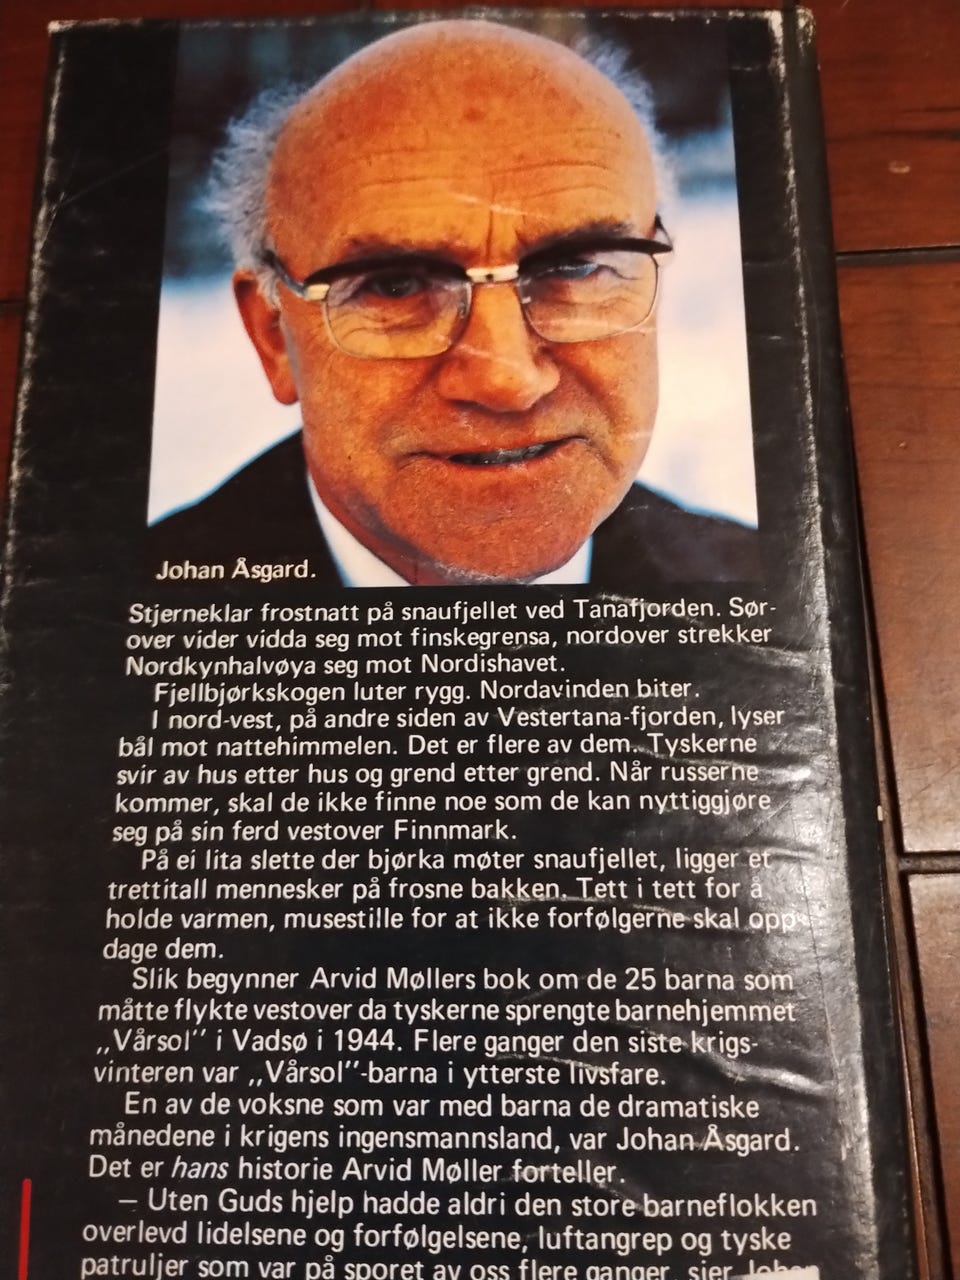 Johan Åsgard.
Stjerneklar frostnatt på snaufjellet ved Tanafjorden. Sør-
over vider vidda seg mot finskegrensa, nordover strekker
Nordkynhalvøya seg mot Nordishavet.
Fjellbjørkskogen luter rygg. Nordavinden biter.
I nord-vest, på andre siden av Vestertana-fjorden, lyser
bål mot nattehimmelen. Det er flere av dem. Tyskerne
svir av hus etter hus og grend etter grend. Når russerne
kommer, skal de ikke finne noe som de kan nyttiggjøre
seg på sin ferd vestover Finnmark.
På ei lita slette der bjørka møter snaufjellet, ligger et
trettitall mennesker på frosne bakken. Tett i tett for å
holde varmen, musestille for at ikke forfølgerne skal opp-
dage dem.
Slik begynner Arvid Møllers bok om de 25 barna som
måtte flykte vestover da tyskerne sprengte barnehjemmet
„Vårsol” i Vadsø i 1944. Flere ganger den siste krigs-
vinteren var „Vårsol”-barna i ytterste livsfare.
En av de voksne som var med barna de dramatiske
månedene i krigens ingensmannsland, var Johan Åsgard.
Det er hans historie Arvid Møller forteller.
– Uten Guds hjelp hadde aldri den store barneflokken
overlevd lidelsene og forfølgelsene, luftangrep og tyske
patruljer som var på sporet av oss flere ganger, sier Johan